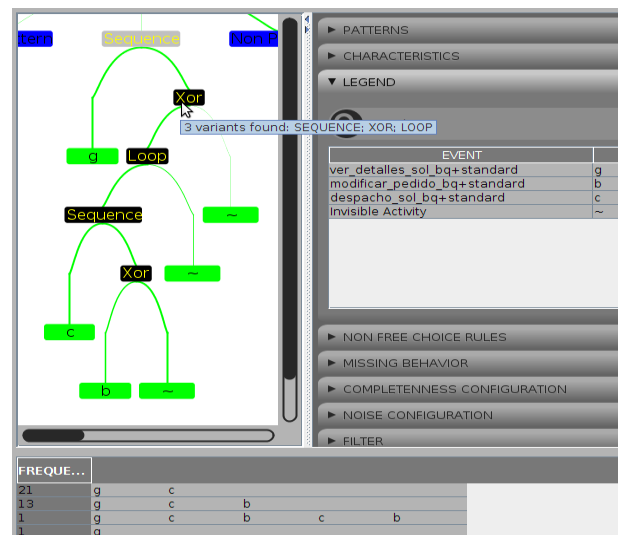 ttern
Sequence
Non P
Xor
3 variants found: SEQUENCE; XOR; LOOP
g
Loop
Sequence
~
Xor
~
c
b
~
PATTERNS
CHARACTERISTICS
LEGEND
EVENT
ver_detalles_sol_bq+standard g
modificar_pedido_bq+standard b
despacho_sol_bq+standard c
Invisible Activity ~
NON FREE CHOICE RULES
MISSING BEHAVIOR
COMPLETENNESS CONFIGURATION
NOISE CONFIGURATION
FILTER
FREQUE...
21 g c
13 g c b
1 g c b c b
1 g